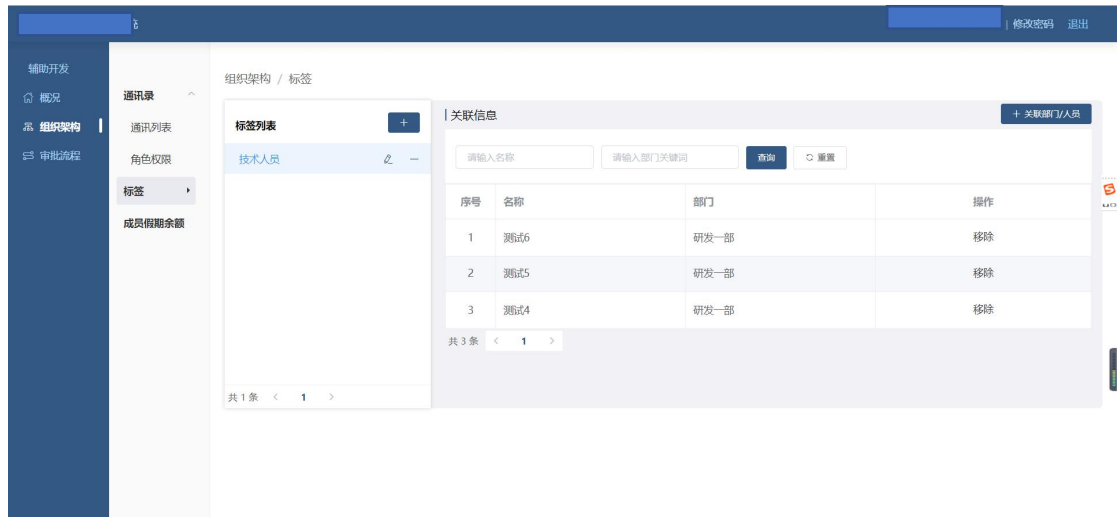 | 修改密码 退出
辅助开发
概况
组织架构
审批流程
通讯录
通讯列表
角色权限
标签
成员假期余额
组织架构 / 标签
标签列表 +
技术人员
共 1 条 < 1 >
关联信息
+ 关联部门/人员
请输入名称 请输入部门关键词 查询 重置
序号 名称 部门 操作
1 测试6 研发一部 移除
2 测试5 研发一部 移除
3 测试4 研发一部 移除
共 3 条 < 1 >